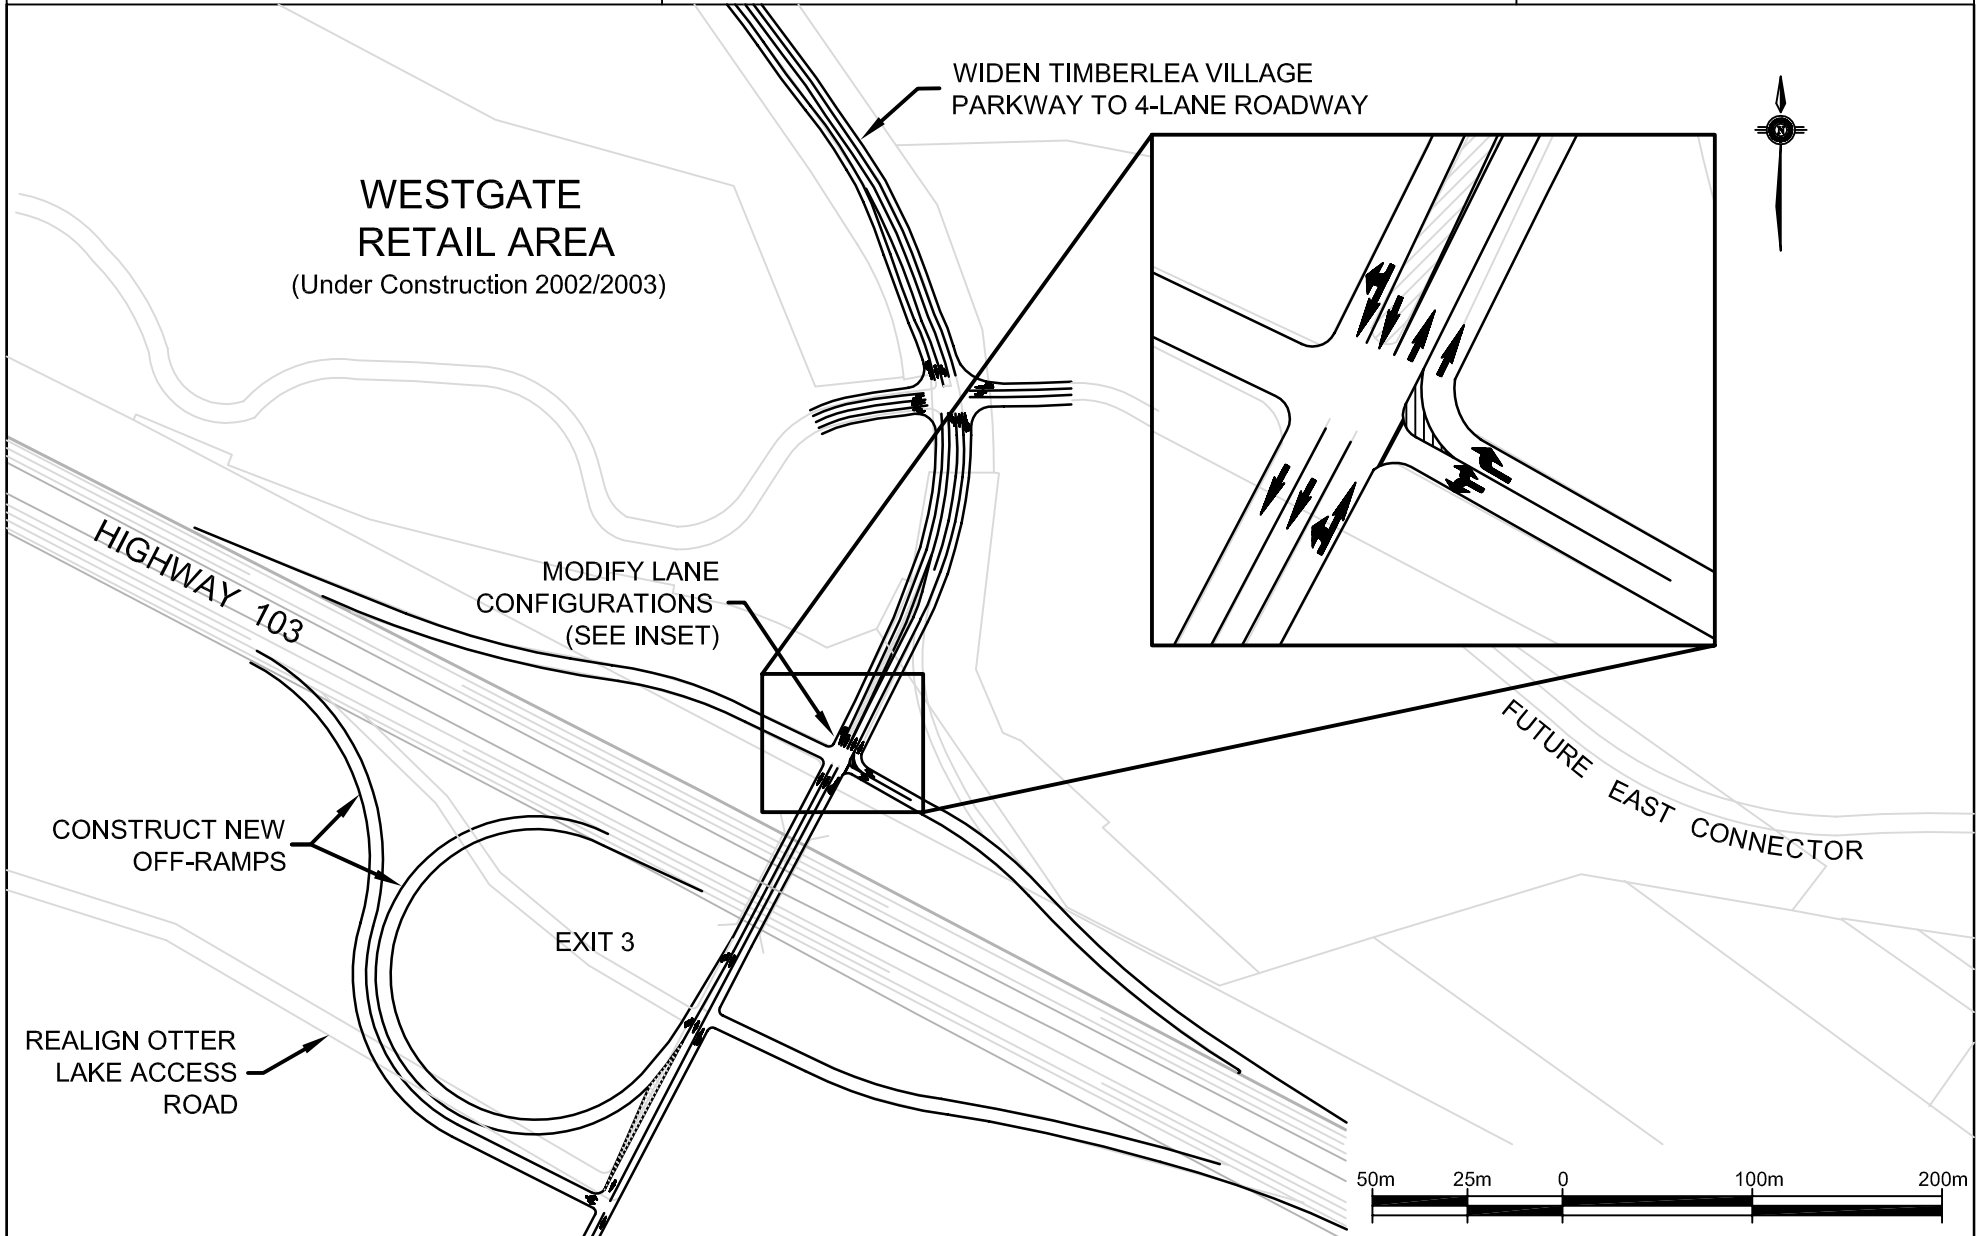 WIDEN TIMBERLEA VILLAGE
PARKWAY TO 4-LANE ROADWAY
N
WESTGATE
RETAIL AREA
(Under Construction 2002/2003)
HIGHWAY 103
MODIFY LANE
CONFIGURATIONS
(SEE INSET)
FUTURE EAST CONNECTOR
CONSTRUCT NEW
OFF-RAMPS
EXIT 3
REALIGN OTTER
LAKE ACCESS
ROAD
50m 25m 0 100m 200m